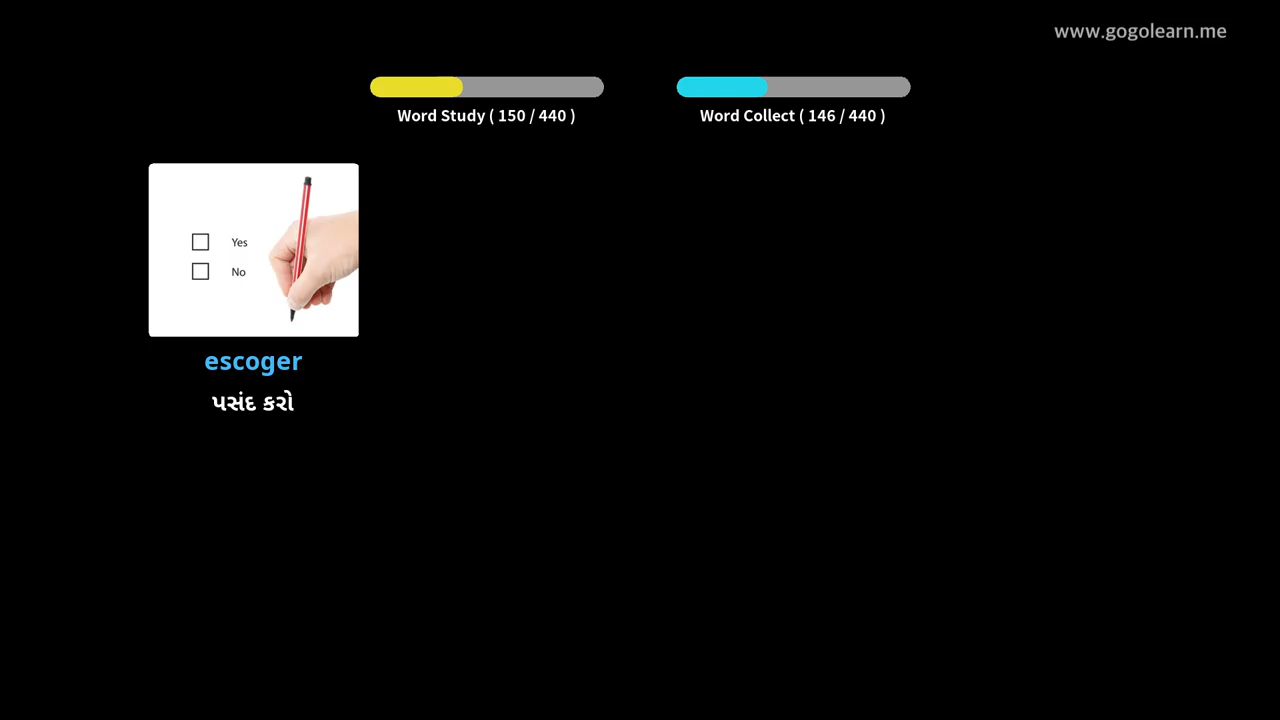 www.gogolearn.me
Word Study ( 150 / 440 )
Word Collect ( 146 / 440 )
Yes
No
escoger
પસંદ કરો